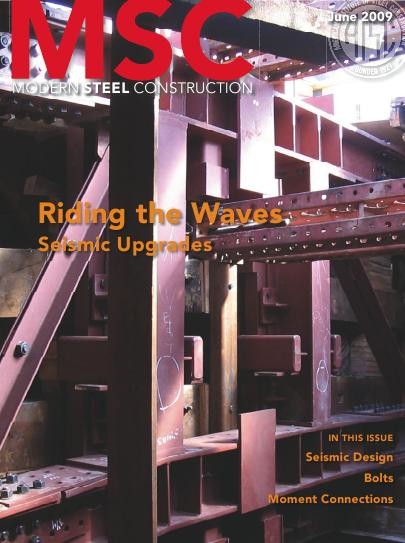 MSC
June 2009
MODERN STEEL CONSTRUCTION
Riding the Waves
Seismic Upgrades
IN THIS ISSUE
Seismic Design
Bolts
Moment Connections